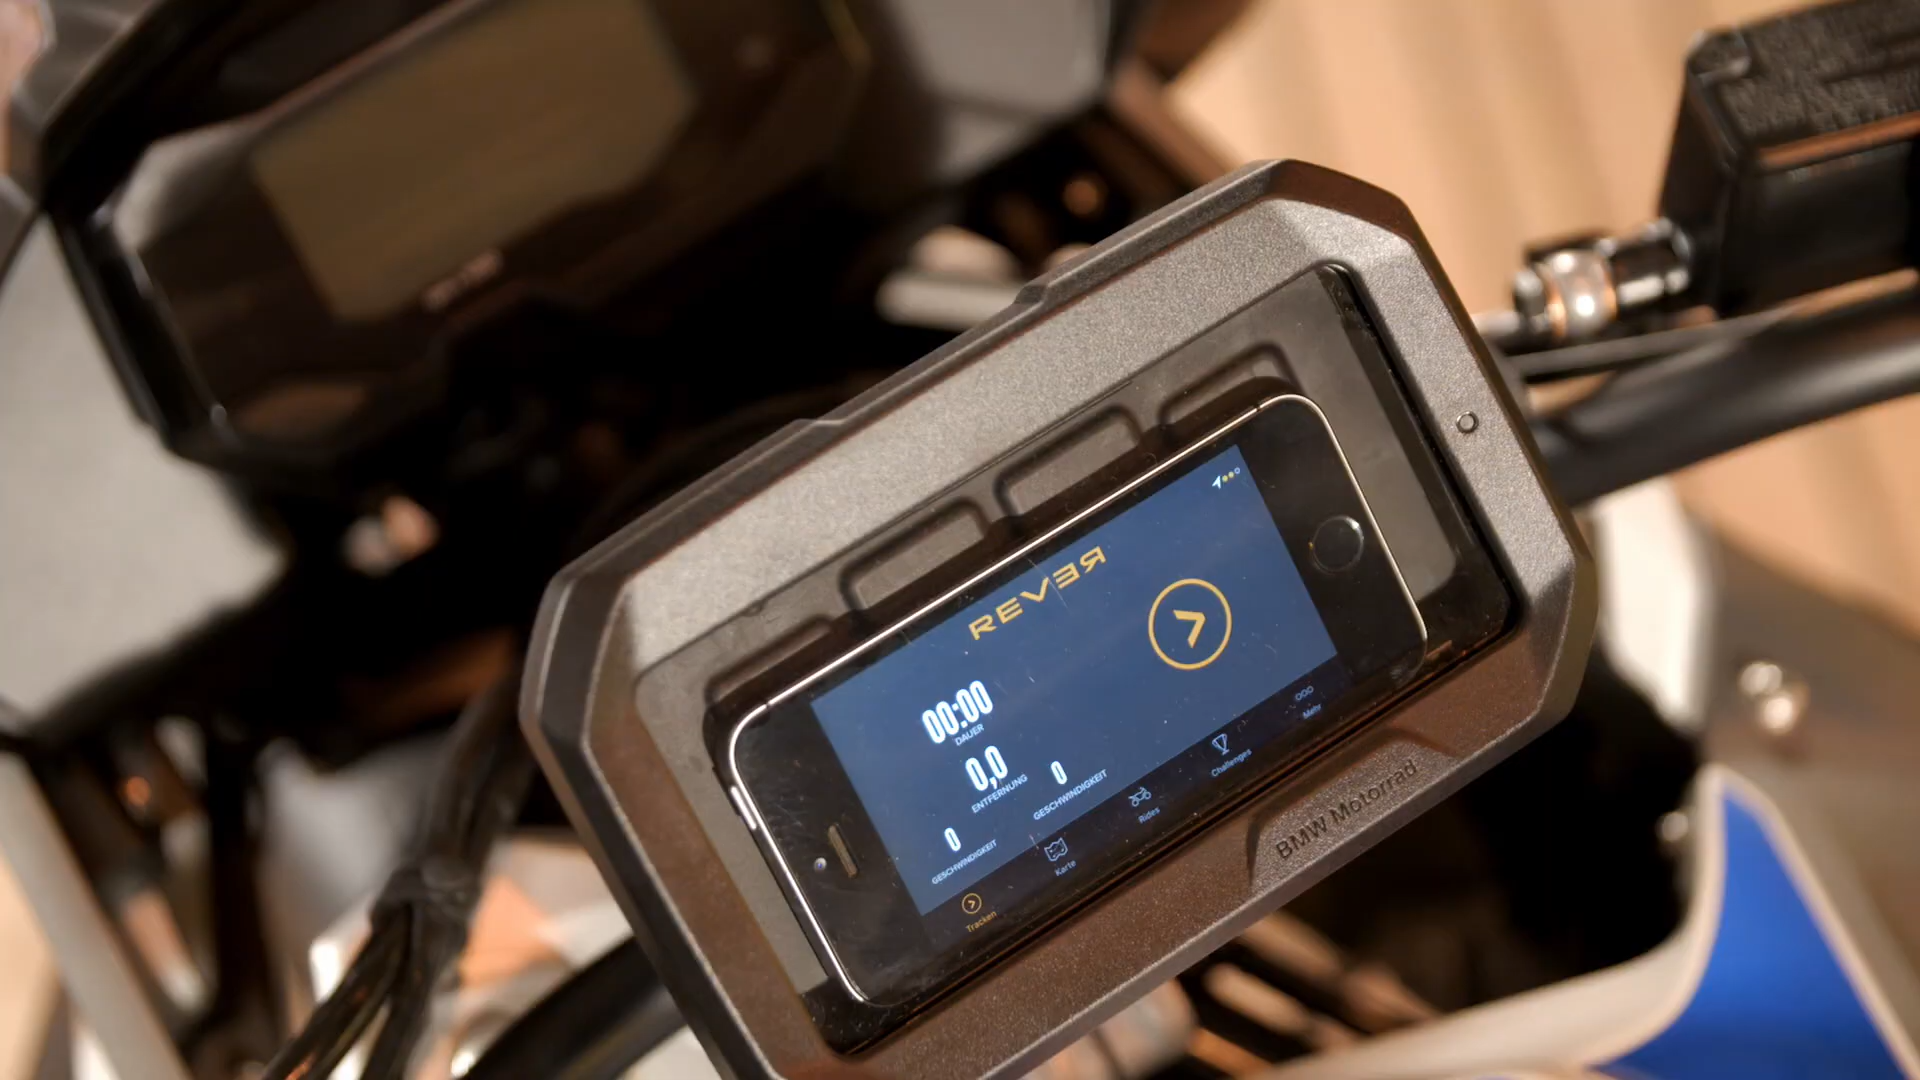 REVER
00:00
DAUER
0,0
ENTFERNUNG
0
GESCHWINDIGKEIT
0
GESCHWINDIGKEIT
Tracken
Karte
Rides
Challenges
Mehr
BMW Motorrad